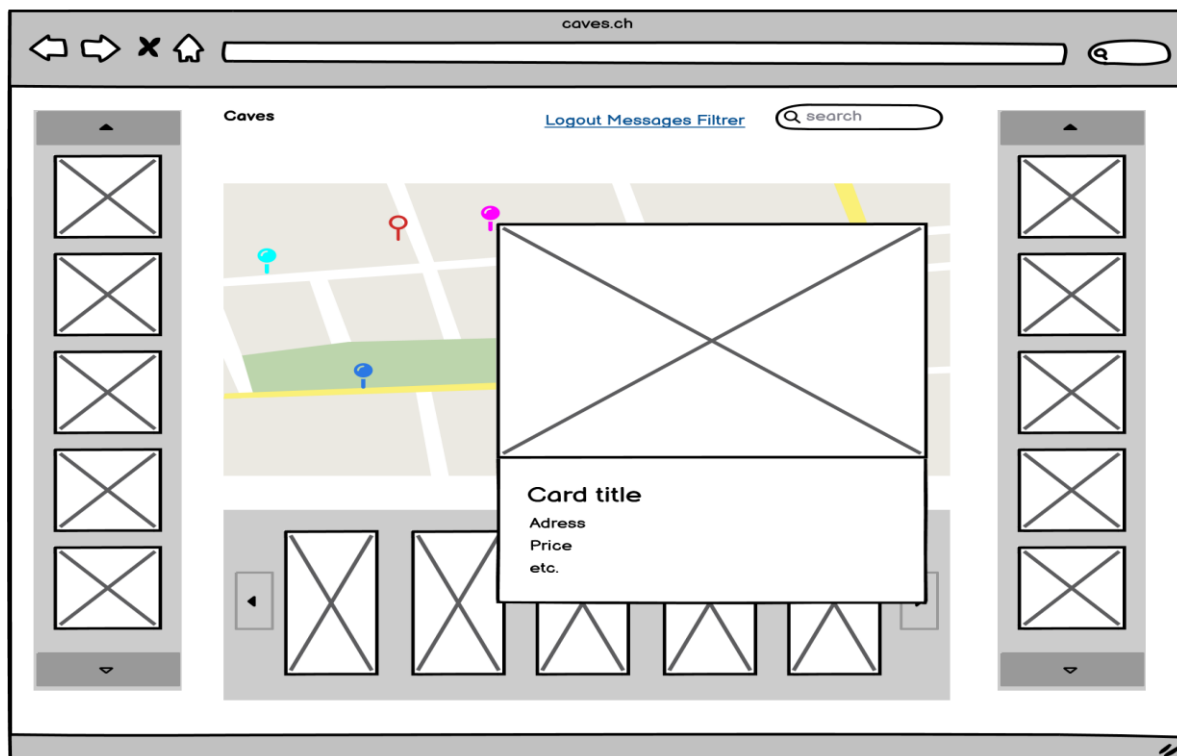 caves.ch
Caves
Logout Messages Filtrer
search
Card title
Adress
Price
etc.